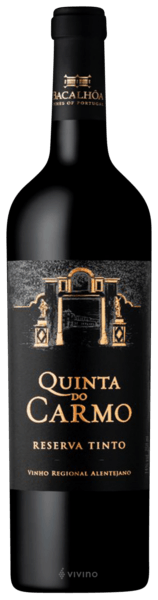 BACALHÔA
WINES OF PORTUGAL
QUINTA
DO
CARMO
RESERVA TINTO
VINHO REGIONAL ALENTEJANO
VIVINO